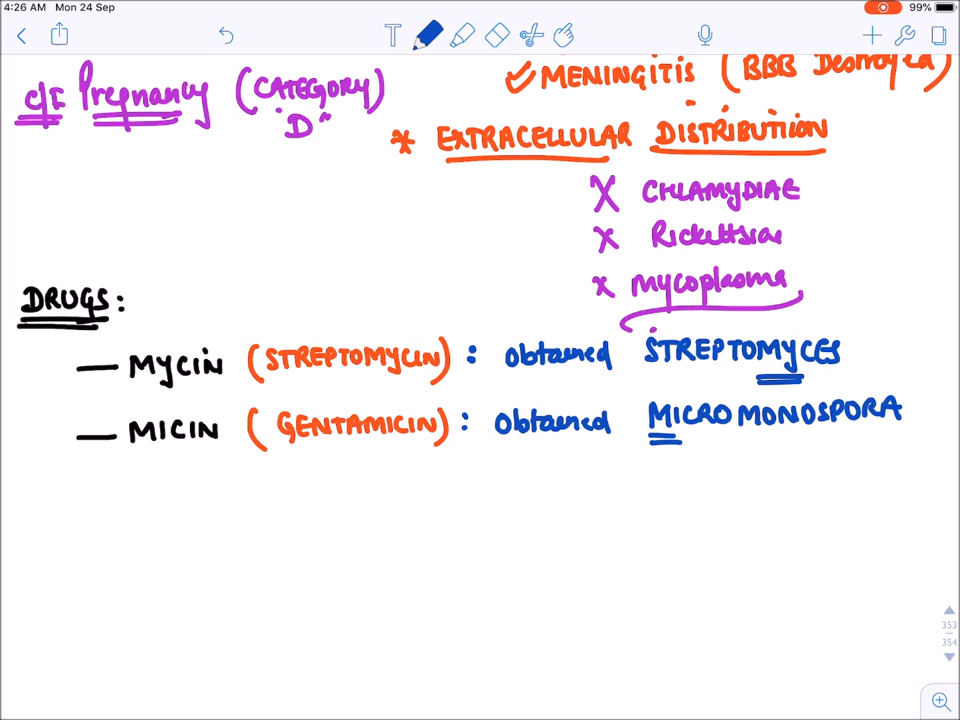 4:26 AM Mon 24 Sep 99%
T
MENINGITIS (BBB Destroyed)
C/I Pregnancy (CATEGORY "D")
* EXTRACELLULAR DISTRIBUTION
X CHLAMYDIAE
X Rickettsiae
X Mycoplasma
DRUGS:
— MYCIN (STREPTOMYCIN) : Obtained STREPTOMYCES
— MICIN (GENTAMICIN) : Obtained MICROMONOSPORA
353
354